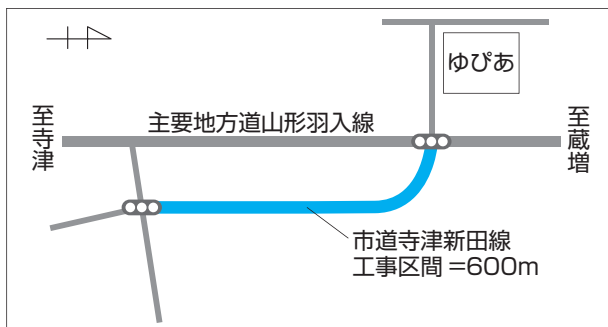 ゆぴあ
主要地方道山形羽入線
至寺津
至蔵増
市道寺津新田線
工事区間=600m